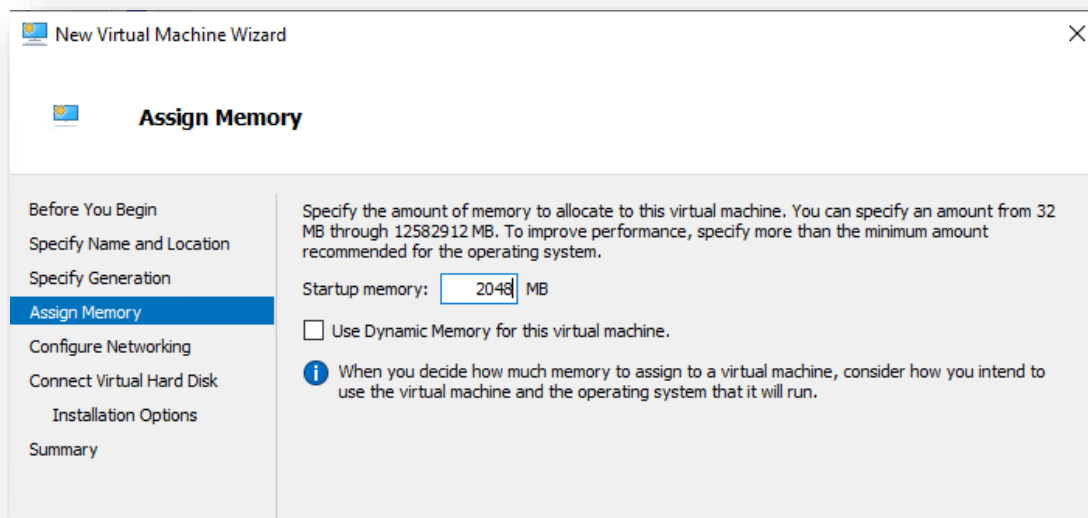 New Virtual Machine Wizard
Assign Memory
Before You Begin
Specify Name and Location
Specify Generation
Assign Memory
Configure Networking
Connect Virtual Hard Disk
Installation Options
Summary
Specify the amount of memory to allocate to this virtual machine. You can specify an amount from 32
MB through 12582912 MB. To improve performance, specify more than the minimum amount
recommended for the operating system.
Startup memory: 2048 MB
Use Dynamic Memory for this virtual machine.
When you decide how much memory to assign to a virtual machine, consider how you intend to
use the virtual machine and the operating system that it will run.